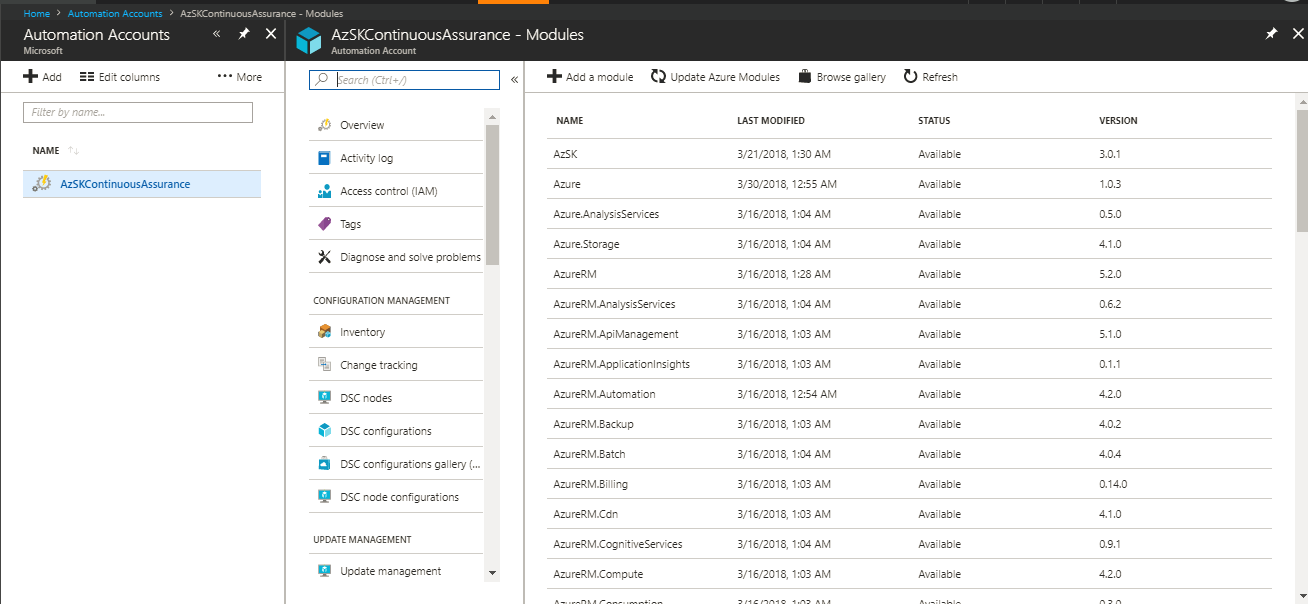 Home > Automation Accounts > AzSKContinuousAssurance - Modules
Automation Accounts
Microsoft
Add Edit columns ••• More
Filter by name...
NAME
AzSKContinuousAssurance
AzSKContinuousAssurance - Modules
Automation Account
Search (Ctrl+/)
Overview
Activity log
Access control (IAM)
Tags
Diagnose and solve problems
CONFIGURATION MANAGEMENT
Inventory
Change tracking
DSC nodes
DSC configurations
DSC configurations gallery (...
DSC node configurations
UPDATE MANAGEMENT
Update management
Add a module Update Azure Modules Browse gallery Refresh
NAME LAST MODIFIED STATUS VERSION
AzSK 3/21/2018, 1:30 AM Available 3.0.1
Azure 3/30/2018, 12:55 AM Available 1.0.3
Azure.AnalysisServices 3/16/2018, 1:04 AM Available 0.5.0
Azure.Storage 3/16/2018, 1:04 AM Available 4.1.0
AzureRM 3/16/2018, 1:28 AM Available 5.2.0
AzureRM.AnalysisServices 3/16/2018, 1:04 AM Available 0.6.2
AzureRM.ApiManagement 3/16/2018, 1:03 AM Available 5.1.0
AzureRM.ApplicationInsights 3/16/2018, 1:03 AM Available 0.1.1
AzureRM.Automation 3/16/2018, 12:54 AM Available 4.2.0
AzureRM.Backup 3/16/2018, 1:03 AM Available 4.0.2
AzureRM.Batch 3/16/2018, 1:04 AM Available 4.0.4
AzureRM.Billing 3/16/2018, 1:03 AM Available 0.14.0
AzureRM.Cdn 3/16/2018, 1:03 AM Available 4.1.0
AzureRM.CognitiveServices 3/16/2018, 1:04 AM Available 0.9.1
AzureRM.Compute 3/16/2018, 1:03 AM Available 4.2.0
AzureRM.Consumption 3/16/2018, 1:03 AM Available 0.3.0